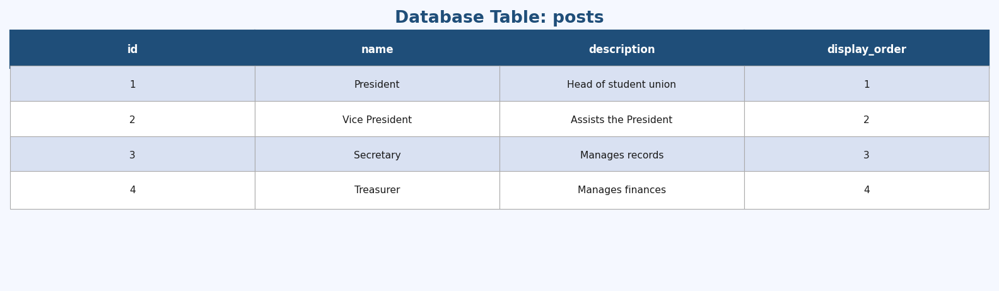 Database Table: posts
id name description display_order
1 President Head of student union 1
2 Vice President Assists the President 2
3 Secretary Manages records 3
4 Treasurer Manages finances 4